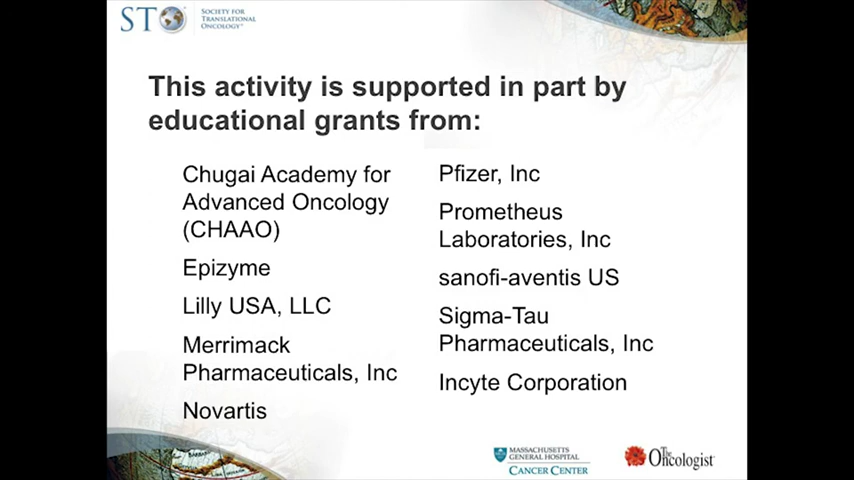 STO
SOCIETY FOR
TRANSLATIONAL
ONCOLOGY
This activity is supported in part by
educational grants from:
Chugai Academy for
Advanced Oncology
(CHAAO)
Epizyme
Lilly USA, LLC
Merrimack
Pharmaceuticals, Inc
Novartis
Pfizer, Inc
Prometheus
Laboratories, Inc
sanofi-aventis US
Sigma-Tau
Pharmaceuticals, Inc
Incyte Corporation
MASSACHUSETTS
GENERAL HOSPITAL
CANCER CENTER
The
Oncologist